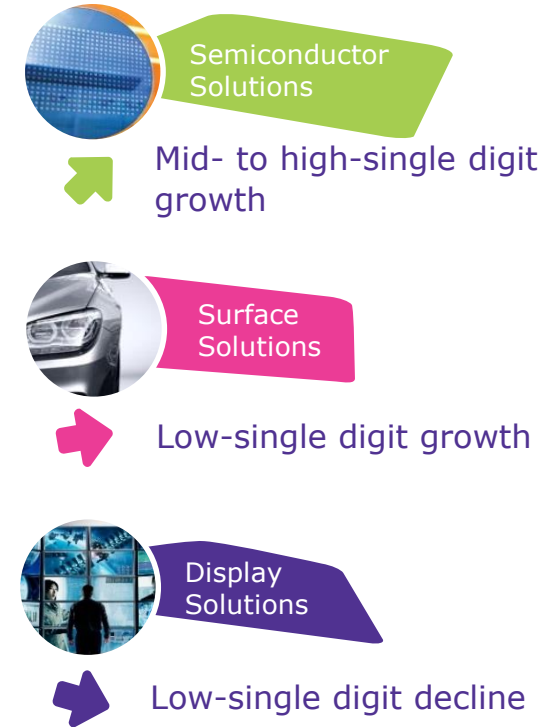 Semiconductor
Solutions
Mid- to high-single digit
growth
Surface
Solutions
Low-single digit growth
Display
Solutions
Low-single digit decline